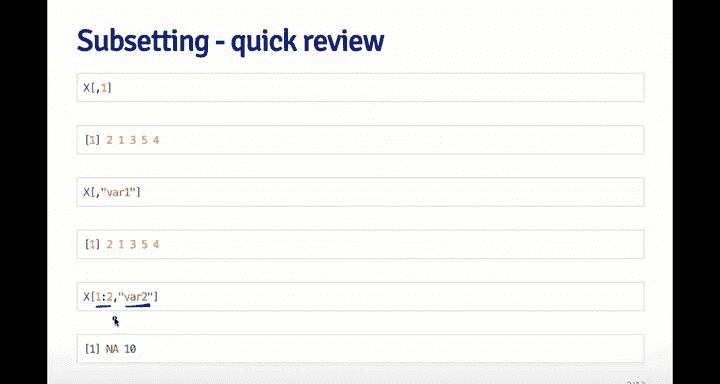 Subsetting - quick review
X[,1]
[1] 2 1 3 5 4
X[,"var1"]
[1] 2 1 3 5 4
X[1:2,"var2"]
[1] NA 10